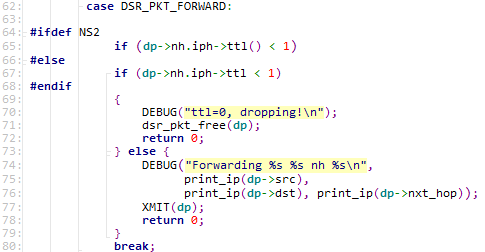 62: case DSR_PKT_FORWARD:
63:
64: #ifdef NS2
65: if (dp->nh.iph->ttl() < 1)
66: #else
67: if (dp->nh.iph->ttl < 1)
68: #endif
69: {
70: DEBUG("ttl=0, dropping!\n");
71: dsr_pkt_free(dp);
72: return 0;
73: } else {
74: DEBUG("Forwarding %s %s nh %s\n",
75: print_ip(dp->src),
76: print_ip(dp->dst), print_ip(dp->nxt_hop));
77: XMIT(dp);
78: return 0;
79: }
80: break;